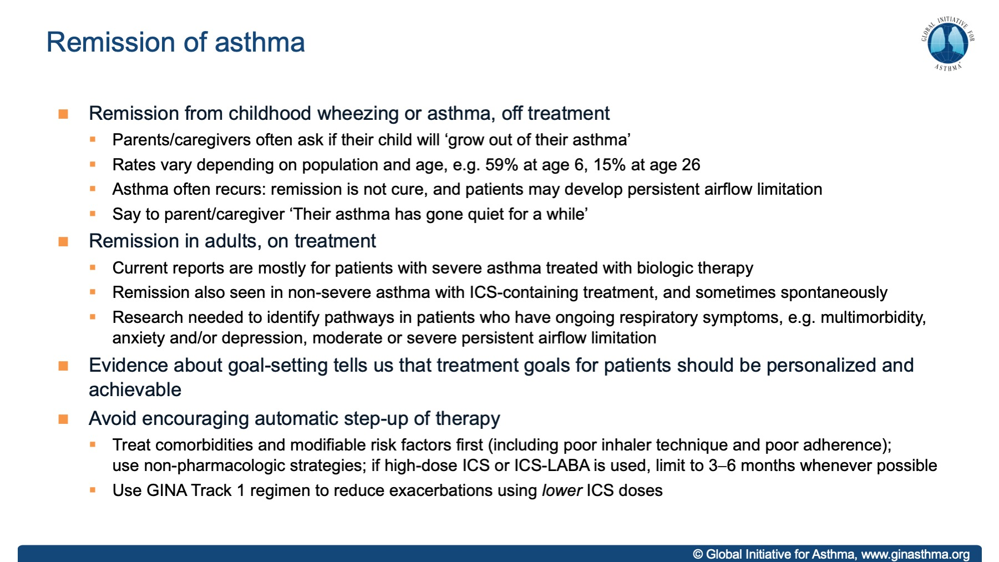 Remission of asthma
GLOBAL INITIATIVE FOR
ASTHMA
Remission from childhood wheezing or asthma, off treatment
Parents/caregivers often ask if their child will ‘grow out of their asthma’
Rates vary depending on population and age, e.g. 59% at age 6, 15% at age 26
Asthma often recurs: remission is not cure, and patients may develop persistent airflow limitation
Say to parent/caregiver ‘Their asthma has gone quiet for a while’
Remission in adults, on treatment
Current reports are mostly for patients with severe asthma treated with biologic therapy
Remission also seen in non-severe asthma with ICS-containing treatment, and sometimes spontaneously
Research needed to identify pathways in patients who have ongoing respiratory symptoms, e.g. multimorbidity,
anxiety and/or depression, moderate or severe persistent airflow limitation
Evidence about goal-setting tells us that treatment goals for patients should be personalized and
achievable
Avoid encouraging automatic step-up of therapy
Treat comorbidities and modifiable risk factors first (including poor inhaler technique and poor adherence);
use non-pharmacologic strategies; if high-dose ICS or ICS-LABA is used, limit to 3–6 months whenever possible
Use GINA Track 1 regimen to reduce exacerbations using lower ICS doses
© Global Initiative for Asthma, www.ginasthma.org